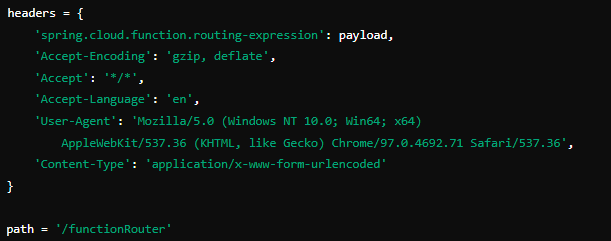 headers = {
    'spring.cloud.function.routing-expression': payload,
    'Accept-Encoding': 'gzip, deflate',
    'Accept': '*/*',
    'Accept-Language': 'en',
    'User-Agent': 'Mozilla/5.0 (Windows NT 10.0; Win64; x64)
        AppleWebKit/537.36 (KHTML, like Gecko) Chrome/97.0.4692.71 Safari/537.36',
    'Content-Type': 'application/x-www-form-urlencoded'
}
path = '/functionRouter'